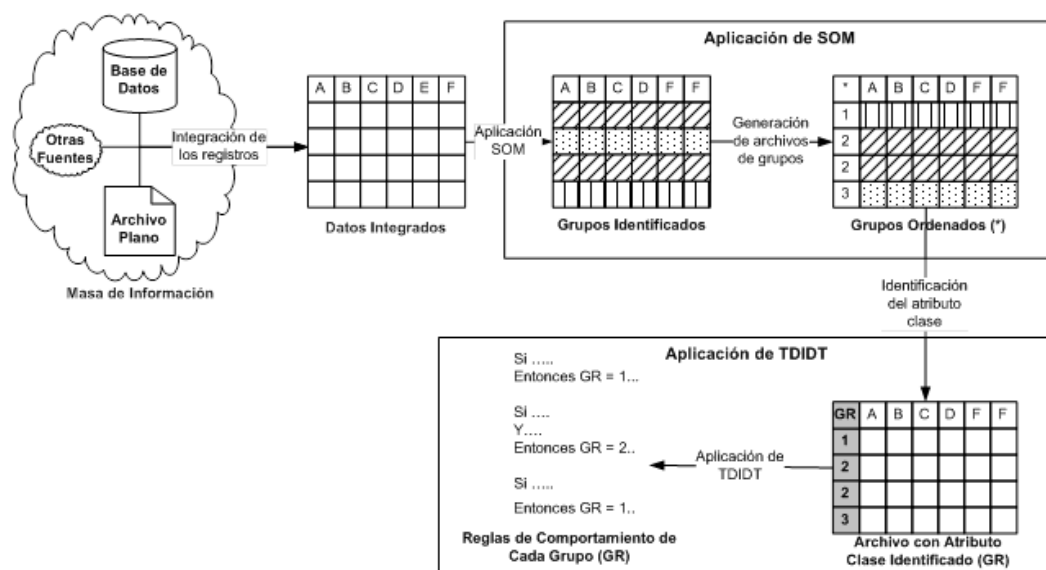 Base de
Datos
Otras
Fuentes
Archivo
Plano
Masa de Información
Integración de
los registros
A B C D E F
Datos Integrados
Aplicación
SOM
Aplicación de SOM
A B C D F F
Grupos Identificados
Generación
de archivos
de grupos
* A B C D F F
1
2
2
3
Grupos Ordenados (*)
Identificación
del atributo
clase
Aplicación de TDIDT
Si .....
Entonces GR = 1...
Si ....
Y....
Entonces GR = 2..
Si .....
Entonces GR = 1..
Reglas de Comportamiento de
Cada Grupo (GR)
Aplicación de
TDIDT
GR A B C D F F
1
2
2
3
Archivo con Atributo
Clase Identificado (GR)